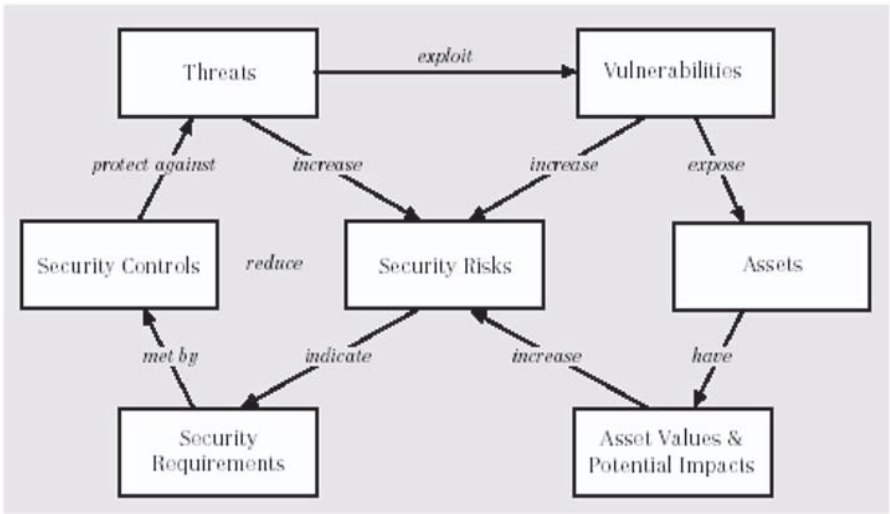 exploit
Threats
Vulnerabilities
protect against
increase
increase
expose
Security Controls
reduce
Security Risks
Assets
met by
indicate
increase
have
Security
Requirements
Asset Values &
Potential Impacts